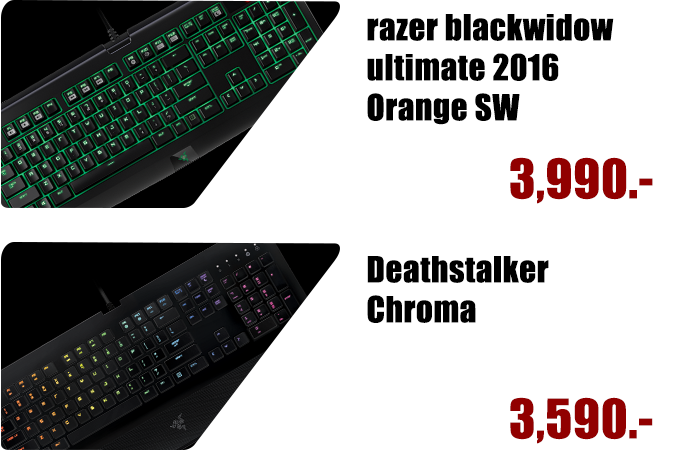 razer blackwidow
ultimate 2016
Orange SW
3,990.-
Deathstalker
Chroma
3,590.-